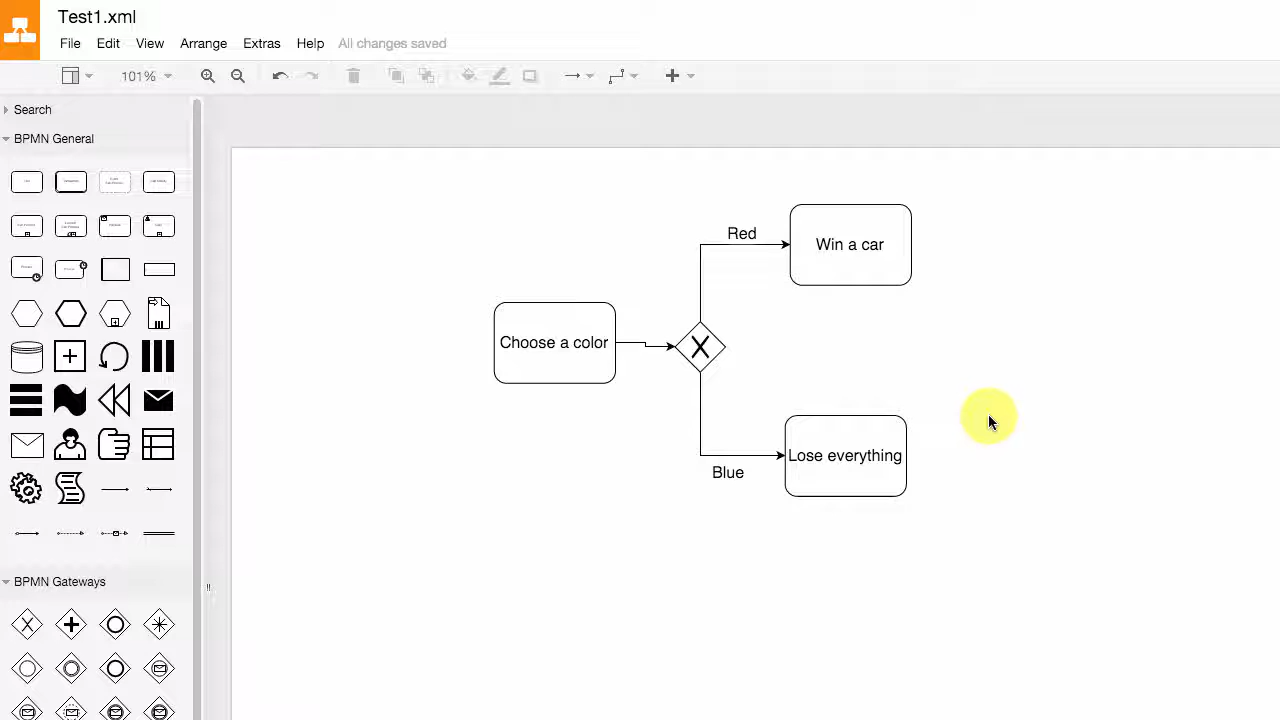 Test1.xml
File Edit View Arrange Extras Help All changes saved
101%
Search
BPMN General
Red
Win a car
Choose a color
X
Lose everything
Blue
BPMN Gateways